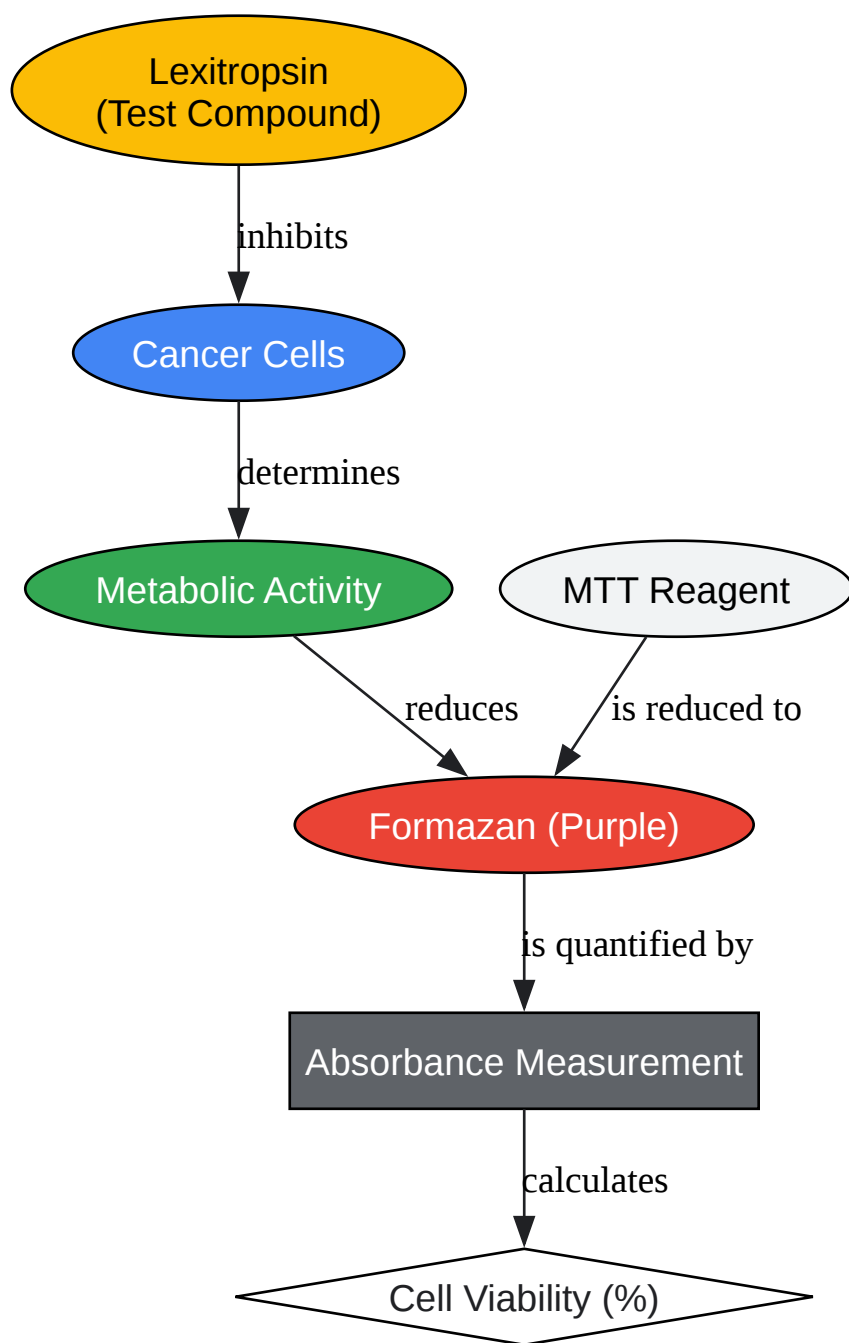 Lexitropsin
(Test Compound)
inhibits
Cancer Cells
determines
Metabolic Activity
MTT Reagent
reduces
is reduced to
Formazan (Purple)
is quantified by
Absorbance Measurement
calculates
Cell Viability (%)